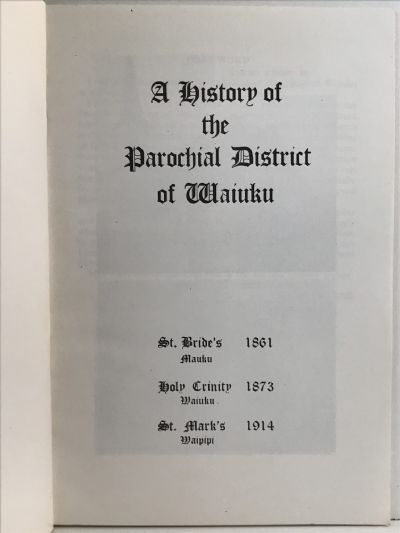 A History of
the
Parochial District
of Waiuku
St. Bride's 1861
Mauku
Holy Trinity 1873
Waiuku.
St. Mark's 1914
Waipipi